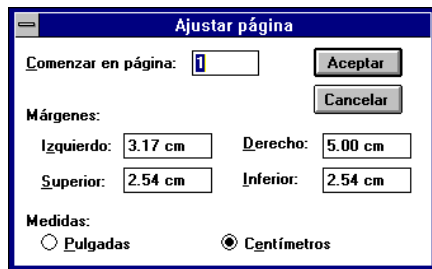 Ajustar página
Comenzar en página: 1 Aceptar
Cancelar
Márgenes:
Izquierdo: 3.17 cm Derecho: 5.00 cm
Superior: 2.54 cm Inferior: 2.54 cm
Medidas:
Pulgadas Centímetros